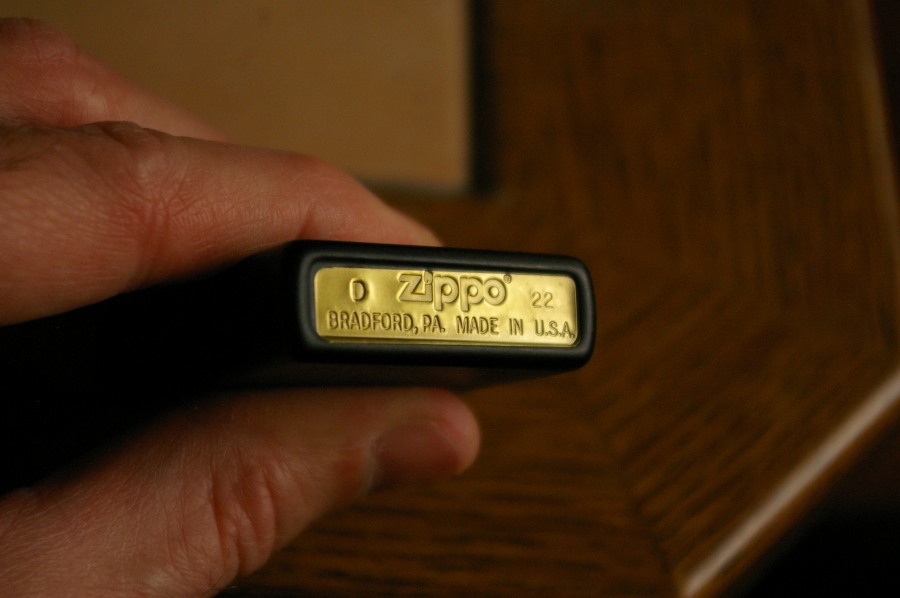 D Zippo® 22
BRADFORD, PA. MADE IN U.S.A.